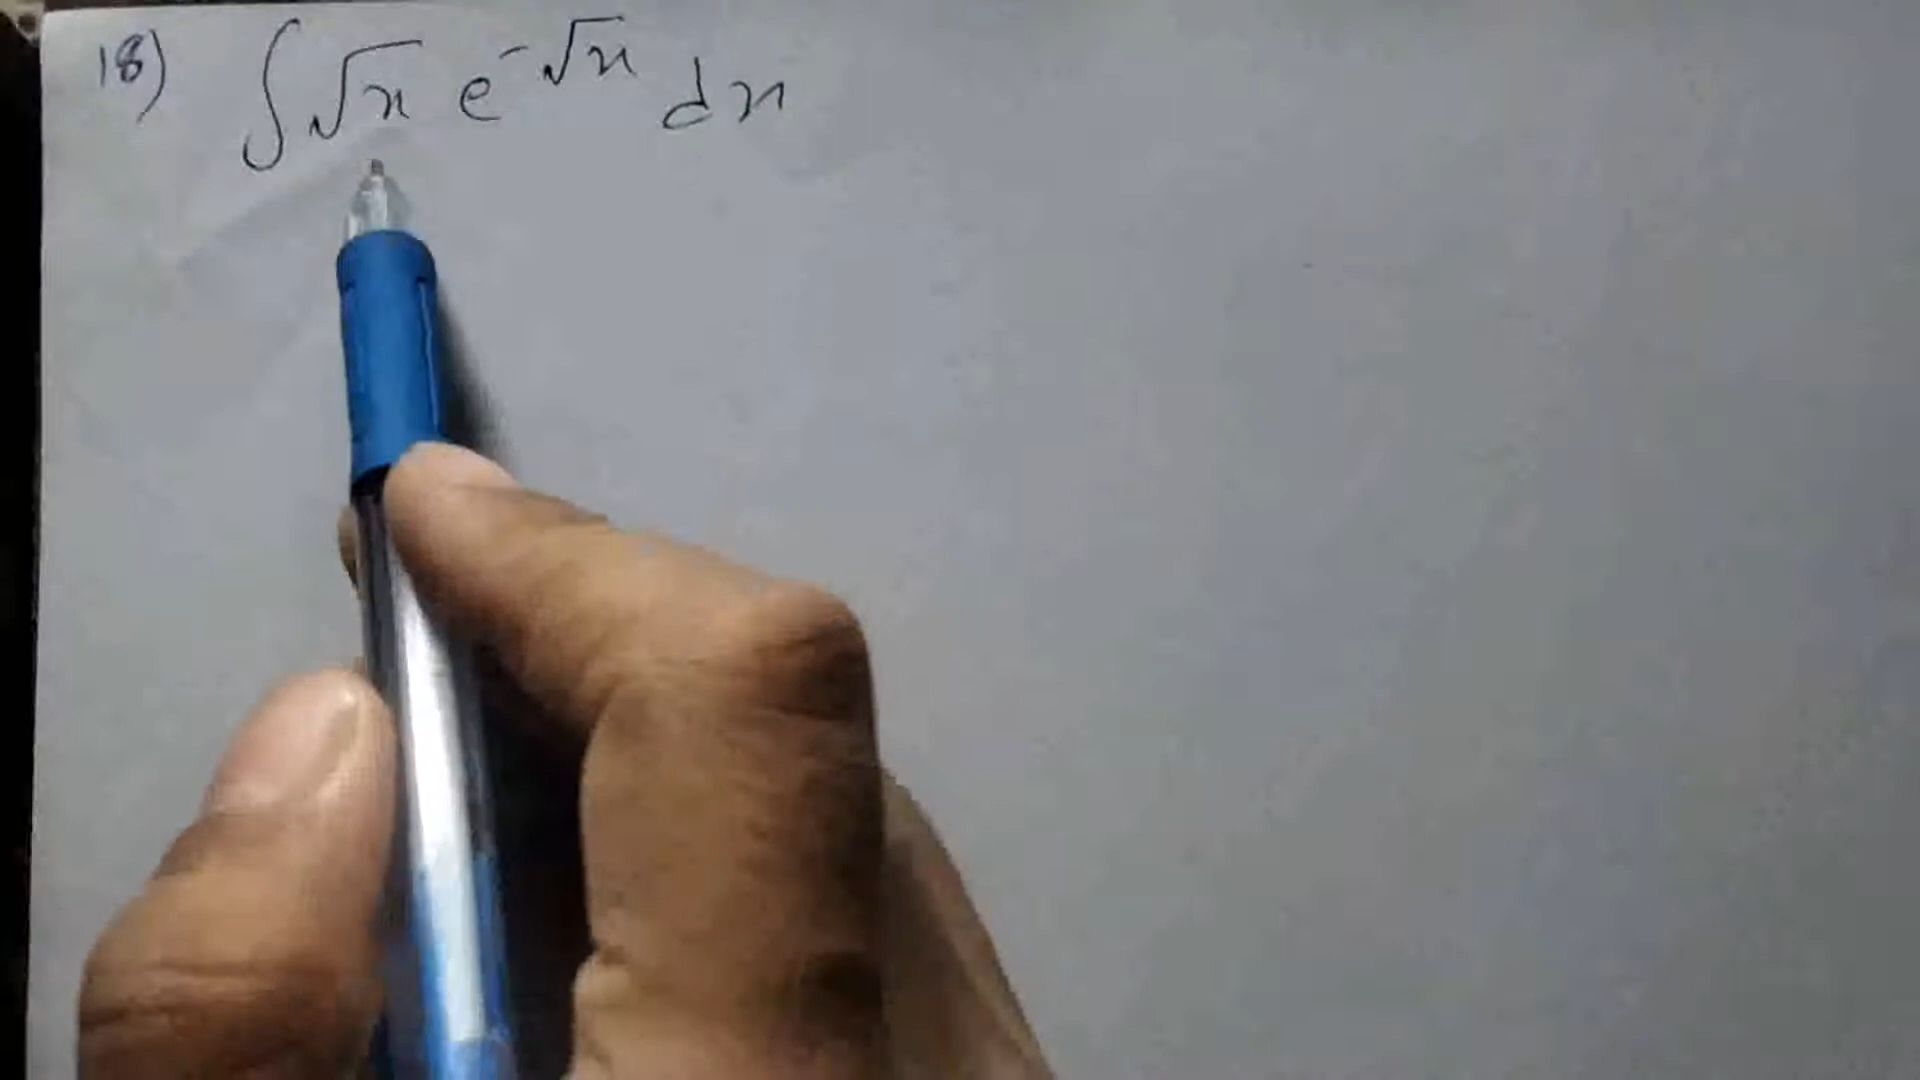 18) ∫√x e^{-√x} dx